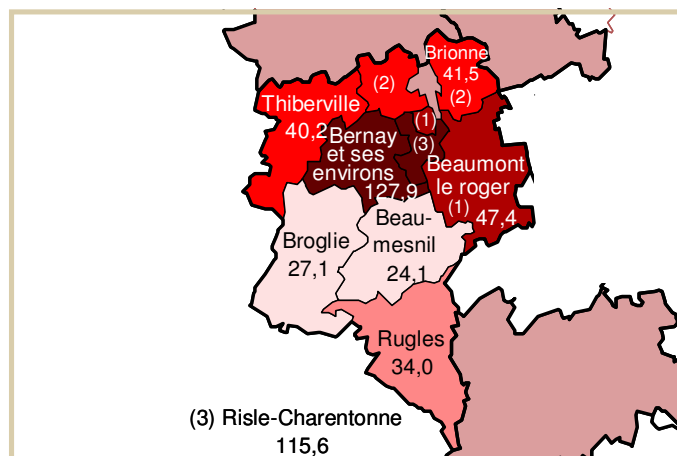 Brionne
41,5
(2)
(2)
Thiberville
40,2
(1)
Bernay
et ses
environs
127,9
(3)
Beaumont
le roger
(1)
47,4
Beau-
mesnil
24,1
Broglie
27,1
Rugles
34,0
(3) Risle-Charentonne
115,6